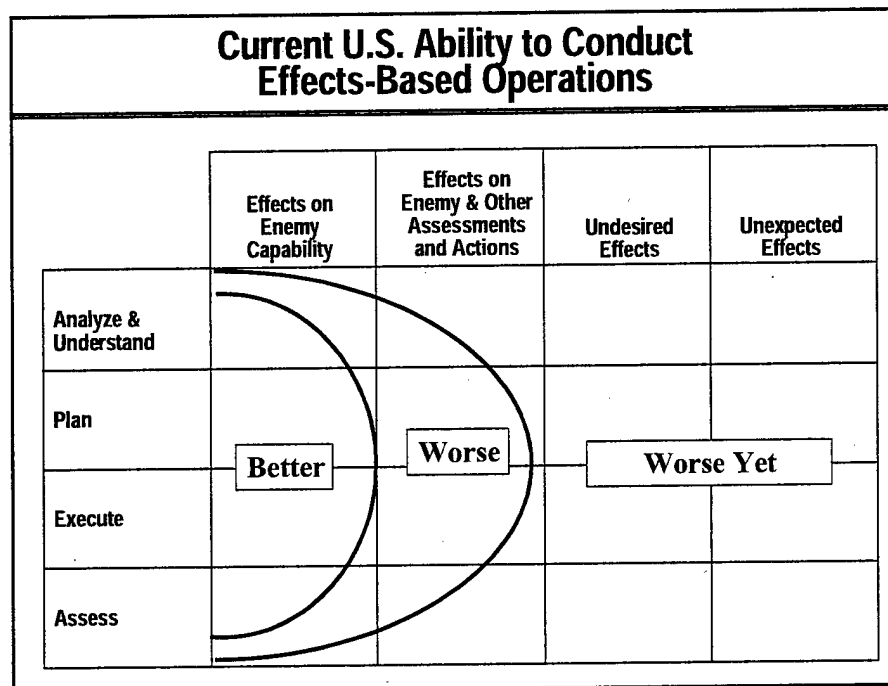 Current U.S. Ability to Conduct
Effects-Based Operations
Effects on
Enemy
Capability
Effects on
Enemy & Other
Assessments
and Actions
Undesired
Effects
Unexpected
Effects
Analyze &
Understand
Plan
Execute
Assess
Better
Worse
Worse Yet